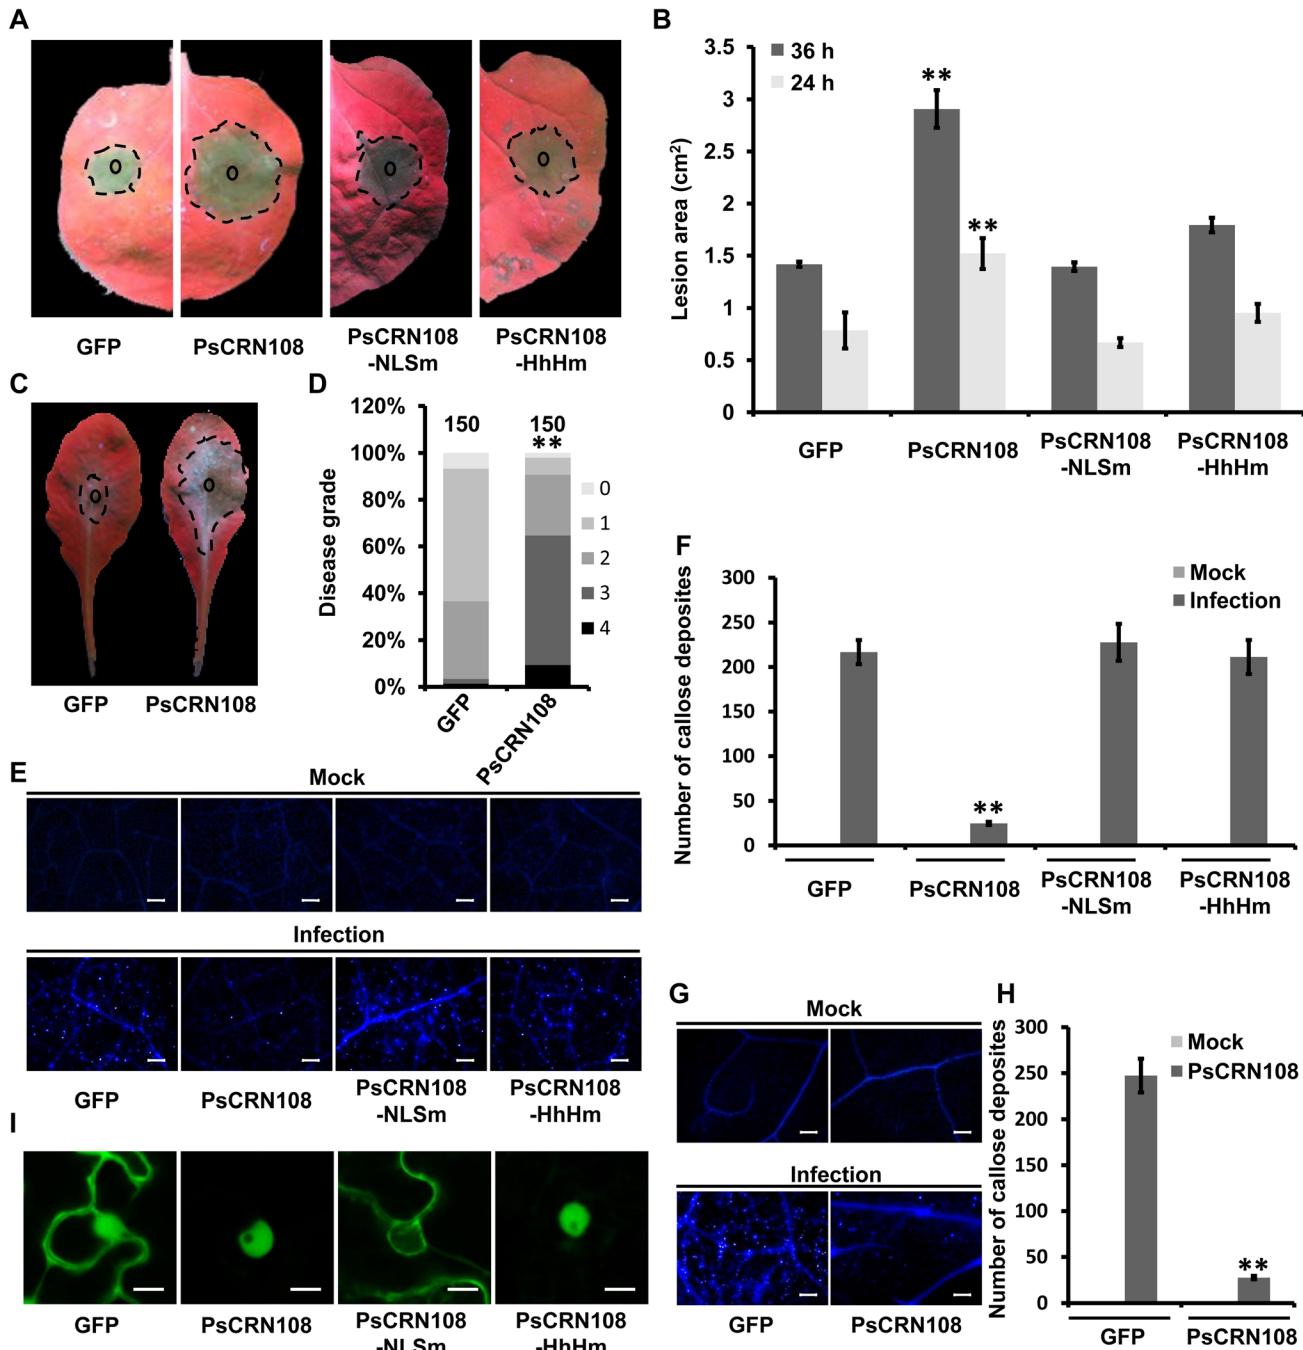 A
GFP
PsCRN108
PsCRN108
-NLSm
PsCRN108
-HhHm
B
Lesion area (cm²)
3.5
3
2.5
2
1.5
1
0.5
0
36 h
24 h
**
**
GFP
PsCRN108
PsCRN108
-NLSm
PsCRN108
-HhHm
C
GFP
PsCRN108
D
Disease grade
120%
100%
80%
60%
40%
20%
0%
150
150
**
0
1
2
3
4
GFP
PsCRN108
E
Mock
Infection
GFP
PsCRN108
PsCRN108
-NLSm
PsCRN108
-HhHm
F
Number of callose deposites
300
250
200
150
100
50
0
Mock
Infection
**
GFP
PsCRN108
PsCRN108
-NLSm
PsCRN108
-HhHm
G
Mock
Infection
GFP
PsCRN108
H
Number of callose deposites
300
250
200
150
100
50
0
Mock
PsCRN108
**
GFP
PsCRN108
I
GFP
PsCRN108
PsCRN108
-NLSm
PsCRN108
-HhHm